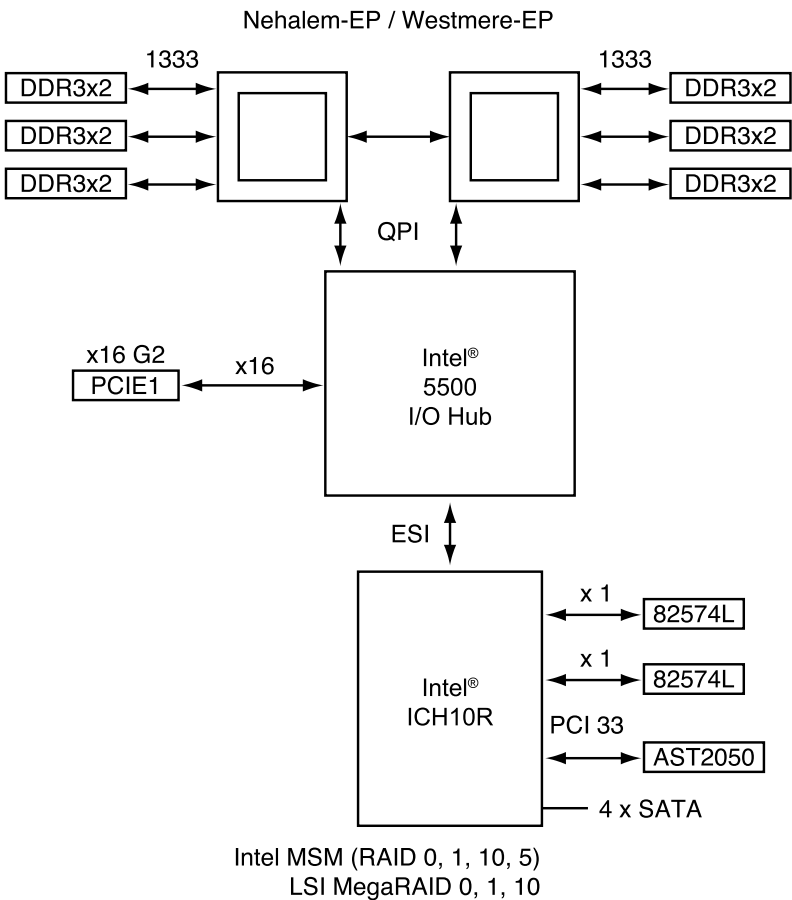 Nehalem-EP / Westmere-EP
1333
1333
DDR3x2
DDR3x2
DDR3x2
DDR3x2
DDR3x2
DDR3x2
QPI
x16 G2
PCIE1
x16
Intel®
5500
I/O Hub
ESI
Intel®
ICH10R
x 1
82574L
x 1
82574L
PCI 33
AST2050
4 x SATA
Intel MSM (RAID 0, 1, 10, 5)
LSI MegaRAID 0, 1, 10